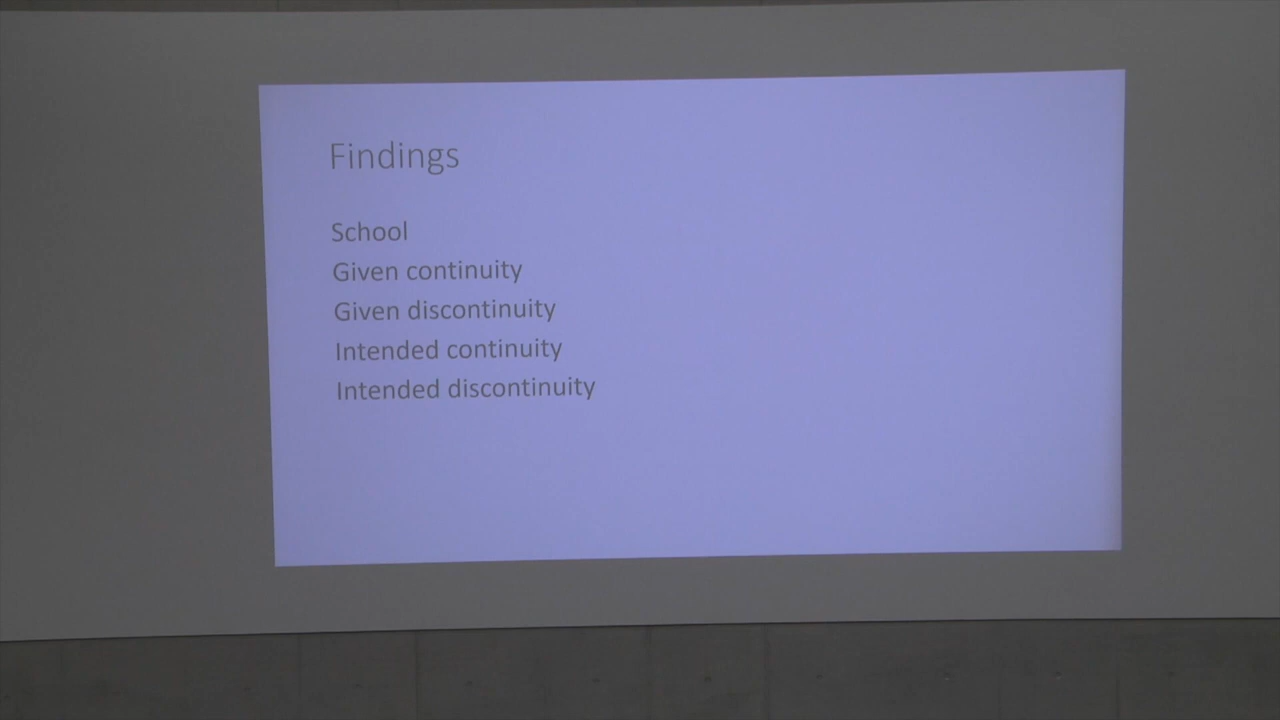 Findings
School
Given continuity
Given discontinuity
Intended continuity
Intended discontinuity